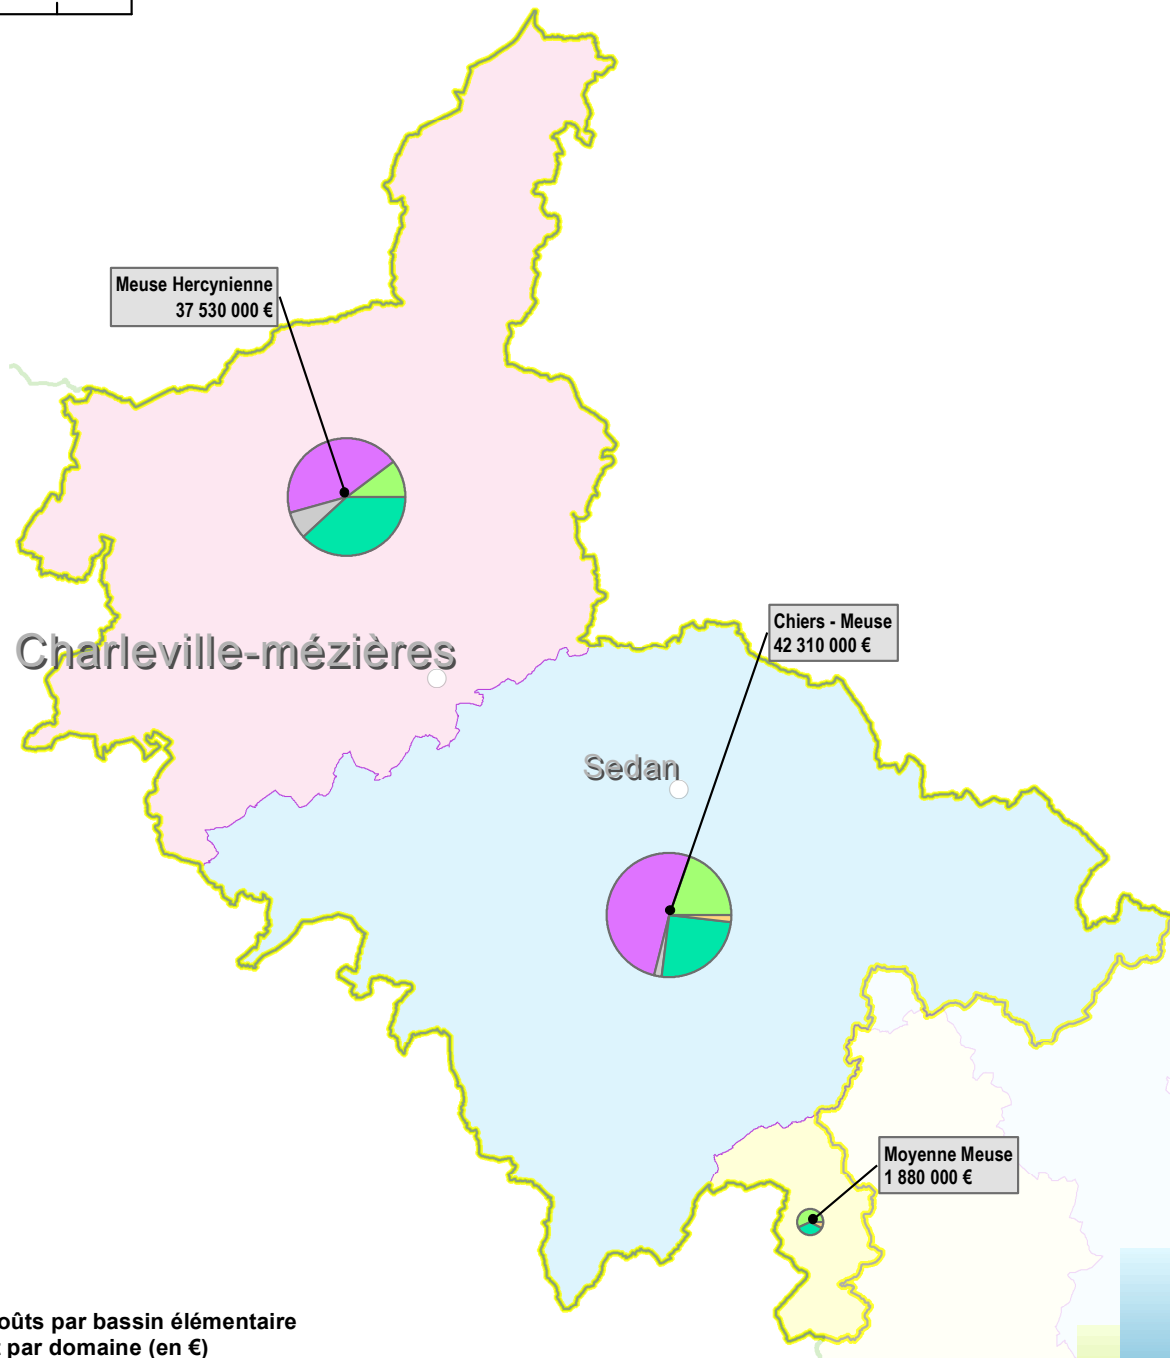 Meuse Hercynienne
37 530 000 €
Charleville-mézières
Chiers - Meuse
42 310 000 €
Sedan
Moyenne Meuse
1 880 000 €
oûts par bassin élémentaire
par domaine (en €)